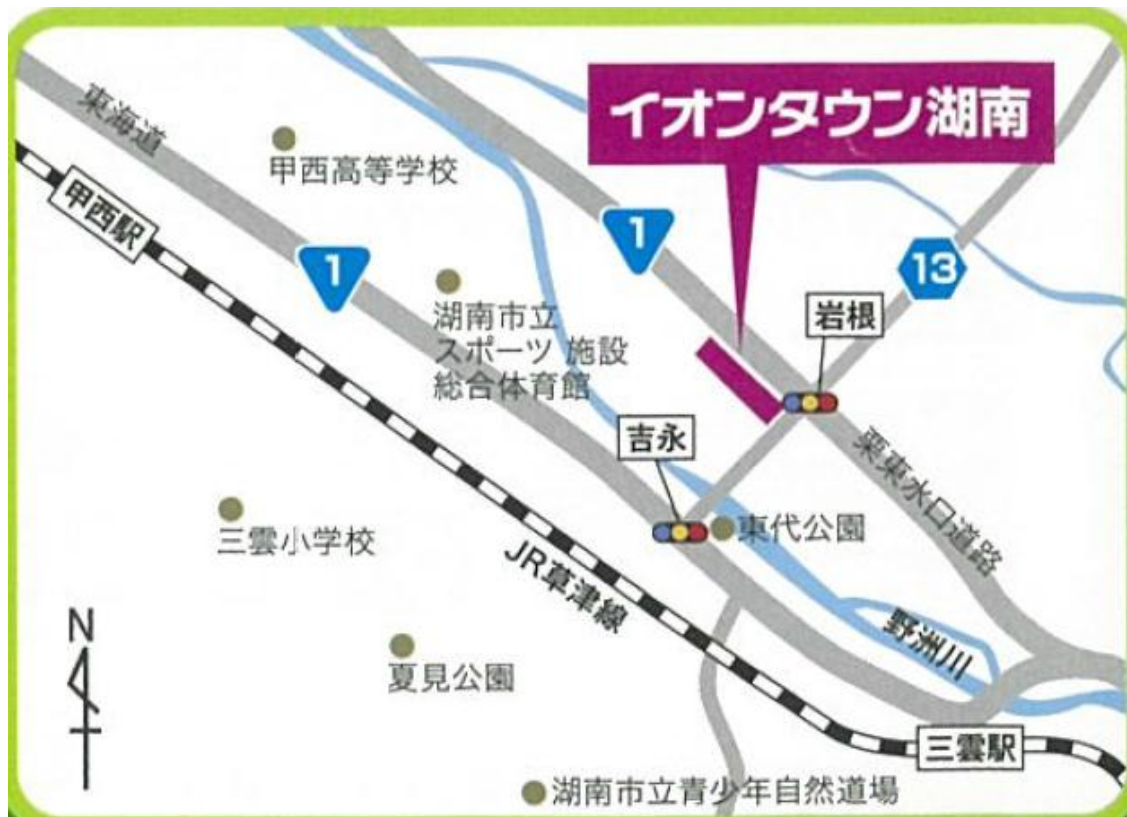 イオンタウン湖南
東海道
甲西高等学校
甲西駅
1
1
13
湖南市立
スポーツ 施設
総合体育館
岩根
吉永
栗東水口道路
三雲小学校
東代公園
JR草津線
N
夏見公園
野洲川
三雲駅
湖南市立青少年自然道場